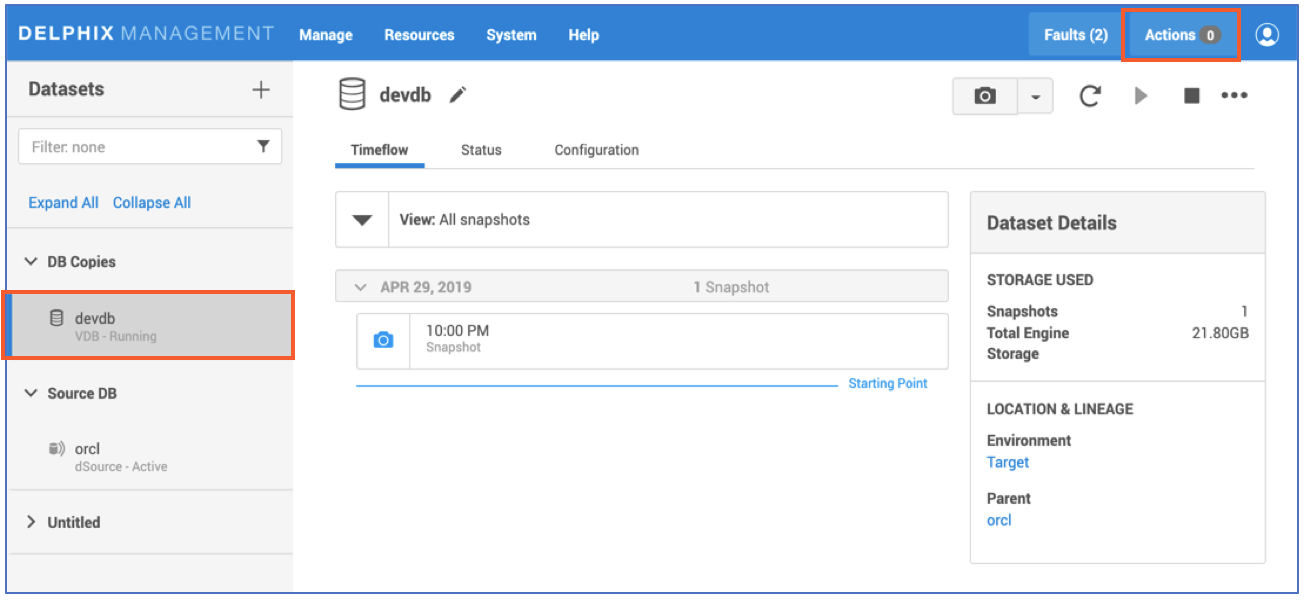 DELPHIX MANAGEMENT Manage Resources System Help Faults (2) Actions 0
Datasets
Filter: none
Expand All Collapse All
DB Copies
devdb
VDB - Running
Source DB
orcl
dSource - Active
Untitled
devdb
Timeflow Status Configuration
View: All snapshots
APR 29, 2019 1 Snapshot
10:00 PM
Snapshot
Starting Point
Dataset Details
STORAGE USED
Snapshots 1
Total Engine 21.80GB
Storage
LOCATION & LINEAGE
Environment
Target
Parent
orcl